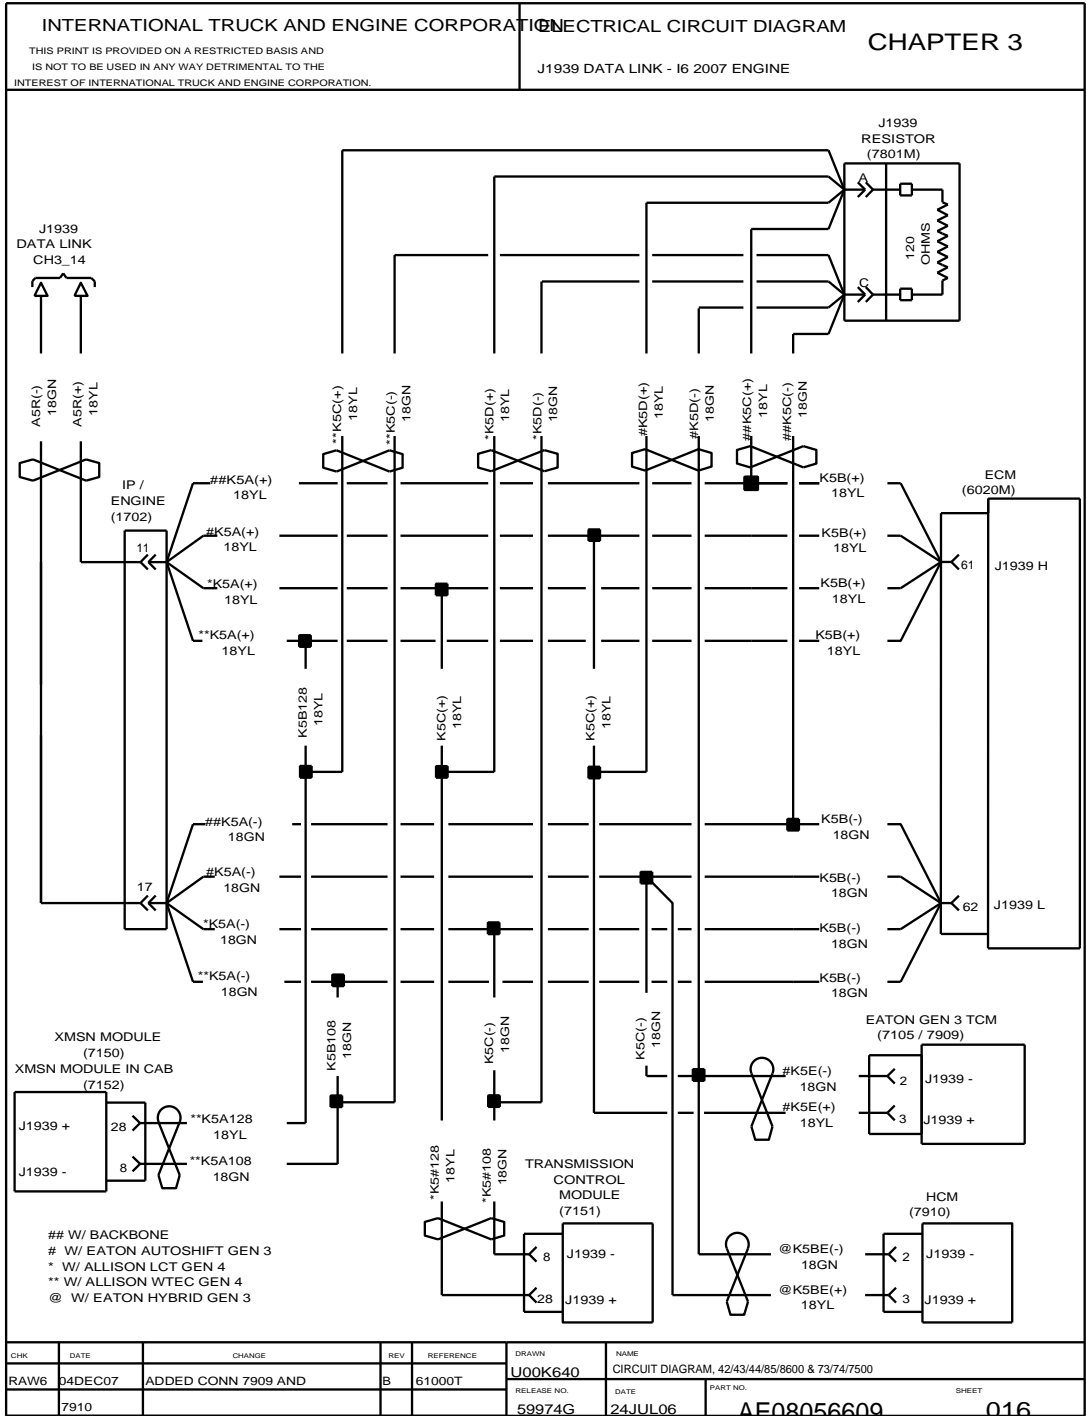 INTERNATIONAL TRUCK AND ENGINE CORPORATION
THIS PRINT IS PROVIDED ON A RESTRICTED BASIS AND
IS NOT TO BE USED IN ANY WAY DETRIMENTAL TO THE
INTEREST OF INTERNATIONAL TRUCK AND ENGINE CORPORATION.
ELECTRICAL CIRCUIT DIAGRAM
CHAPTER 3
J1939 DATA LINK - I6 2007 ENGINE
J1939
RESISTOR
(7801M)
A
C
120
OHMS
J1939
DATA LINK
CH3_14
A5R(-)
18GN
A5R(+)
18YL
**K5C(+)
18YL
**K5C(-)
18GN
*K5D(+)
18YL
*K5D(-)
18GN
#K5D(+)
18YL
#K5D(-)
18GN
##K5C(+)
18YL
##K5C(-)
18GN
IP /
ENGINE
(1702)
11
17
##K5A(+)
18YL
#K5A(+)
18YL
*K5A(+)
18YL
**K5A(+)
18YL
K5B(+)
18YL
K5B(+)
18YL
K5B(+)
18YL
K5B(+)
18YL
ECM
(6020M)
61
J1939 H
62
J1939 L
K5B128
18YL
K5C(+)
18YL
K5C(+)
18YL
##K5A(-)
18GN
#K5A(-)
18GN
*K5A(-)
18GN
**K5A(-)
18GN
K5B(-)
18GN
K5B(-)
18GN
K5B(-)
18GN
K5B(-)
18GN
K5B108
18GN
K5C(-)
18GN
K5C(-)
18GN
XMSN MODULE
(7150)
XMSN MODULE IN CAB
(7152)
J1939 +
28
J1939 -
8
**K5A128
18YL
**K5A108
18GN
*K5#128
18YL
*K5#108
18GN
TRANSMISSION
CONTROL
MODULE
(7151)
8
J1939 -
28
J1939 +
EATON GEN 3 TCM
(7105 / 7909)
#K5E(-)
18GN
2
J1939 -
#K5E(+)
18YL
3
J1939 +
HCM
(7910)
@K5BE(-)
18GN
2
J1939 -
@K5BE(+)
18YL
3
J1939 +
## W/ BACKBONE
# W/ EATON AUTOSHIFT GEN 3
* W/ ALLISON LCT GEN 4
** W/ ALLISON WTEC GEN 4
@ W/ EATON HYBRID GEN 3
CHK DATE CHANGE REV REFERENCE
RAW6 04DEC07 ADDED CONN 7909 AND B 61000T
7910
DRAWN
U00K640
NAME
CIRCUIT DIAGRAM, 42/43/44/85/8600 & 73/74/7500
RELEASE NO.
59974G
DATE
24JUL06
PART NO.
AF08056609
SHEET
016